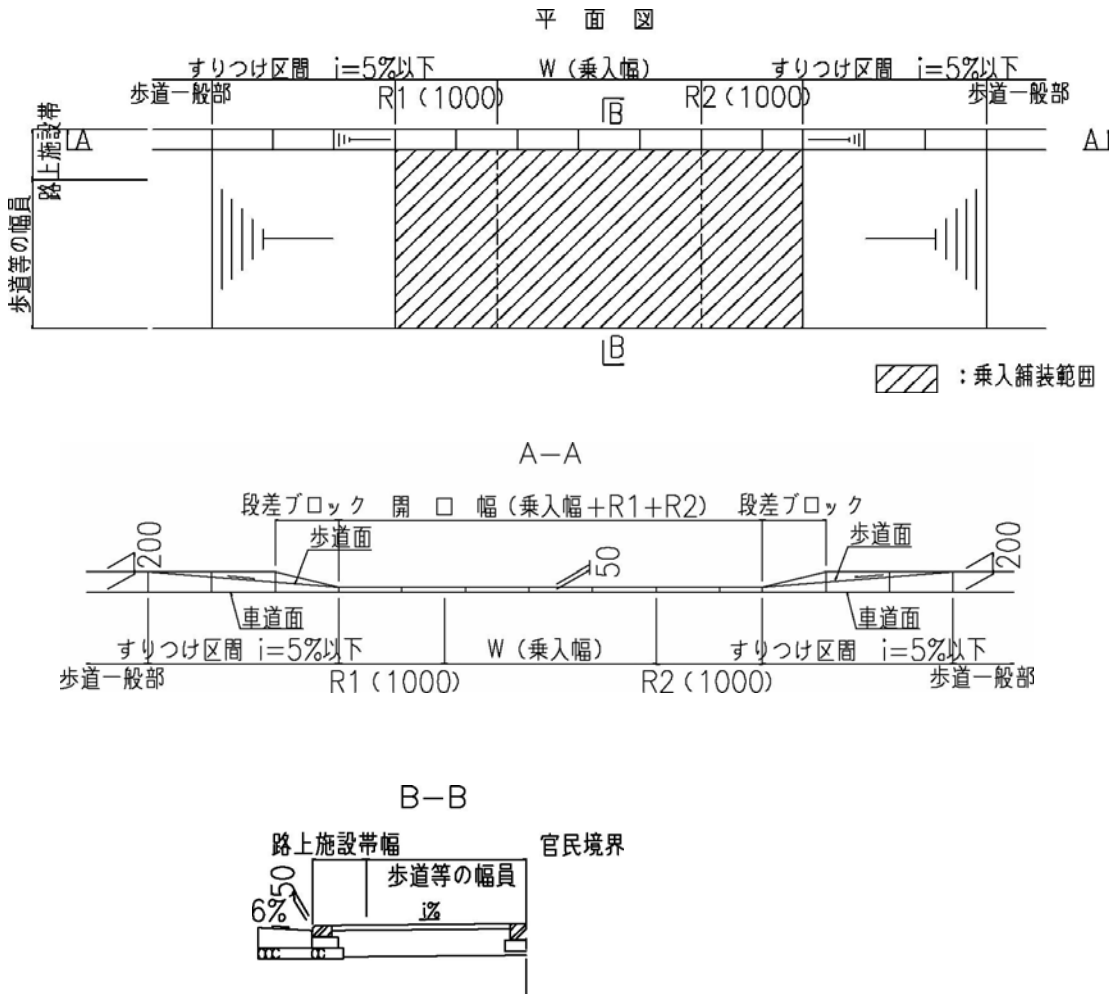 平 面 図
すりつけ区間 i=5%以下
W (乗入幅)
すりつけ区間 i=5%以下
歩道一般部
R1 (1000)
R2 (1000)
歩道一般部
B
A
A
路上施設帯
歩道等の幅員
B
：乗入舗装範囲
A-A
段差ブロック
開 口 幅 (乗入幅+R1+R2)
段差ブロック
歩道面
歩道面
200
50
200
車道面
車道面
すりつけ区間 i=5%以下
W (乗入幅)
すりつけ区間 i=5%以下
歩道一般部
R1 (1000)
R2 (1000)
歩道一般部
B-B
路上施設帯幅
官民境界
歩道等の幅員
50
6%
i%